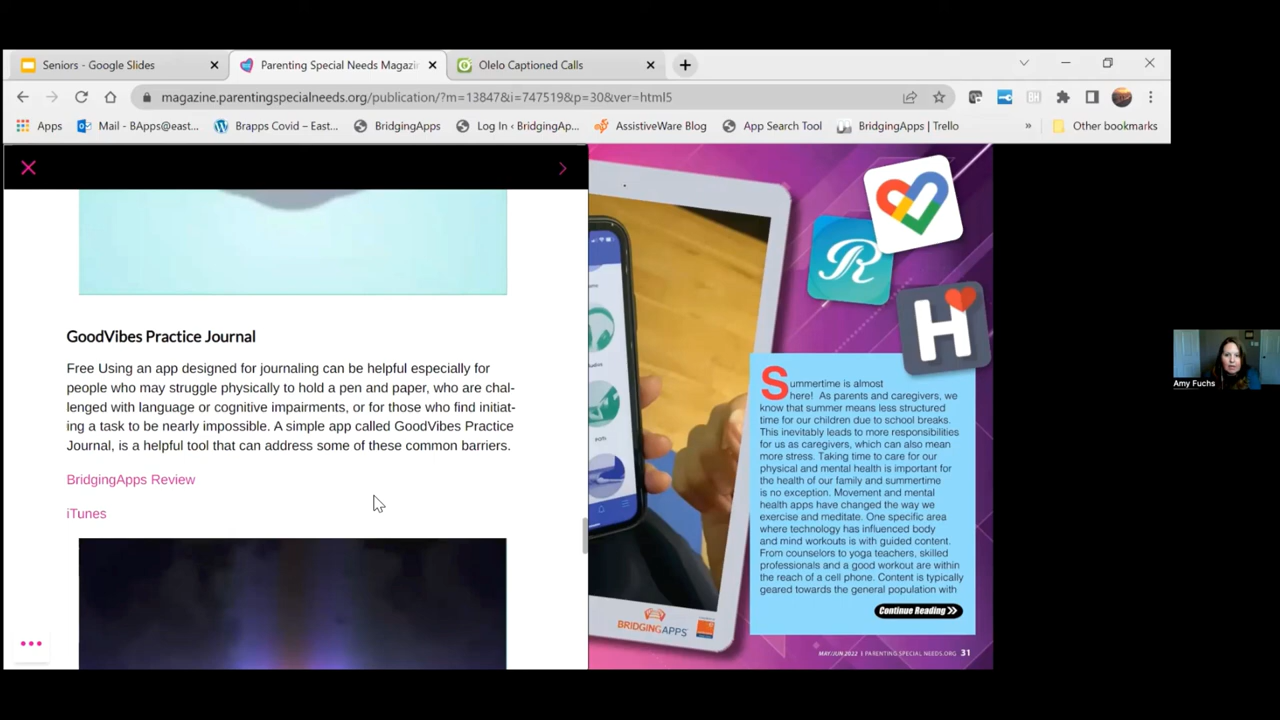 Seniors - Google Slides
Parenting Special Needs Magazi
Olelo Captioned Calls
magazine.parentingspecialneeds.org/publication/?m=13847&i=747519&p=30&ver=html5
Apps
Mail - BApps@east...
Brapps Covid – East...
BridgingApps
Log In ‹ BridgingAp...
AssistiveWare Blog
App Search Tool
BridgingApps | Trello
»
Other bookmarks
GoodVibes Practice Journal
Free Using an app designed for journaling can be helpful especially for
people who may struggle physically to hold a pen and paper, who are chal-
lenged with language or cognitive impairments, or for those who find initiat-
ing a task to be nearly impossible. A simple app called GoodVibes Practice
Journal, is a helpful tool that can address some of these common barriers.
BridgingApps Review
iTunes
R
H
Summertime is almost
here! As parents and caregivers, we
know that summer means less structured
time for our children due to school breaks.
This inevitably leads to more responsibilities
for us as caregivers, which can also mean
more stress. Taking time to care for our
physical and mental health is important for
the health of our family and summertime
is no exception. Movement and mental
health apps have changed the way we
exercise and meditate. One specific area
where technology has influenced body
and mind workouts is with guided content.
From counselors to yoga teachers, skilled
professionals and a good workout are within
the reach of a cell phone. Content is typically
geared towards the general population with
Continue Reading >>
BRIDGINGAPPS
MAY/JUN 2022 | PARENTING SPECIAL NEEDS.ORG 31
Amy Fuchs